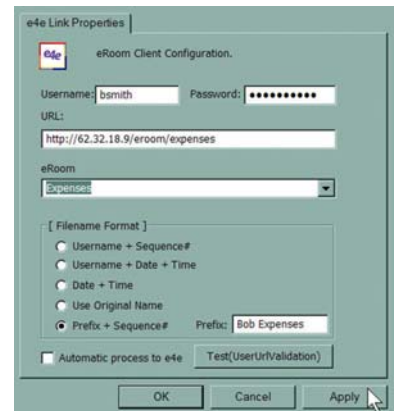 e4e Link Properties
e4e eRoom Client Configuration.
Username: bsmith Password: ●●●●●●●●●●
URL:
http://62.32.18.9/eroom/expenses
eRoom
Expenses
[ Filename Format ]
Username + Sequence#
Username + Date + Time
Date + Time
Use Original Name
Prefix + Sequence# Prefix: Bob Expenses
Automatic process to e4e Test(UserUrlValidation)
OK Cancel Apply